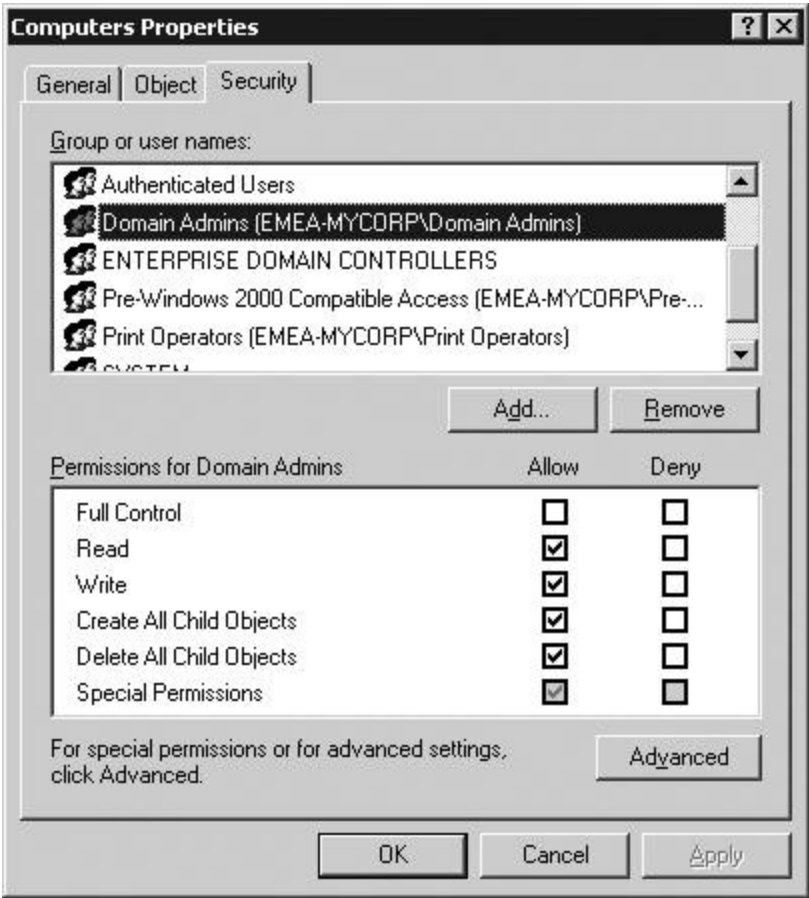 Computers Properties
General Object Security
Group or user names:
Authenticated Users
Domain Admins (EMEA-MYCORP\Domain Admins)
ENTERPRISE DOMAIN CONTROLLERS
Pre-Windows 2000 Compatible Access (EMEA-MYCORP\Pre-...
Print Operators (EMEA-MYCORP\Print Operators)
SYSTEM
Add... Remove
Permissions for Domain Admins Allow Deny
Full Control
Read
Write
Create All Child Objects
Delete All Child Objects
Special Permissions
For special permissions or for advanced settings,
click Advanced.
Advanced
OK Cancel Apply